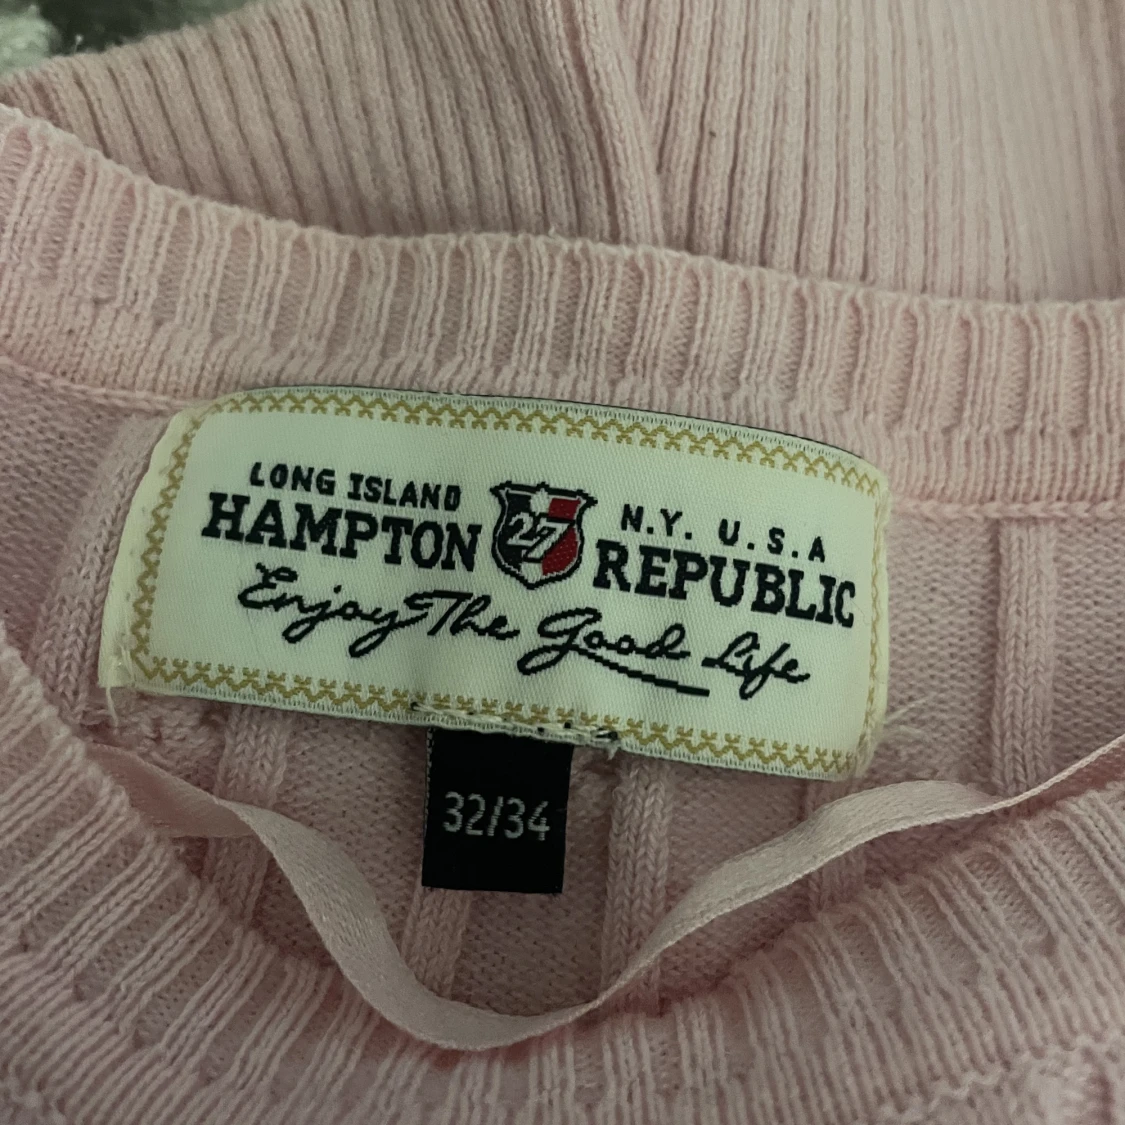 LONG ISLAND N.Y. U.S.A
HAMPTON 27 REPUBLIC
Enjoy The Good Life
32/34